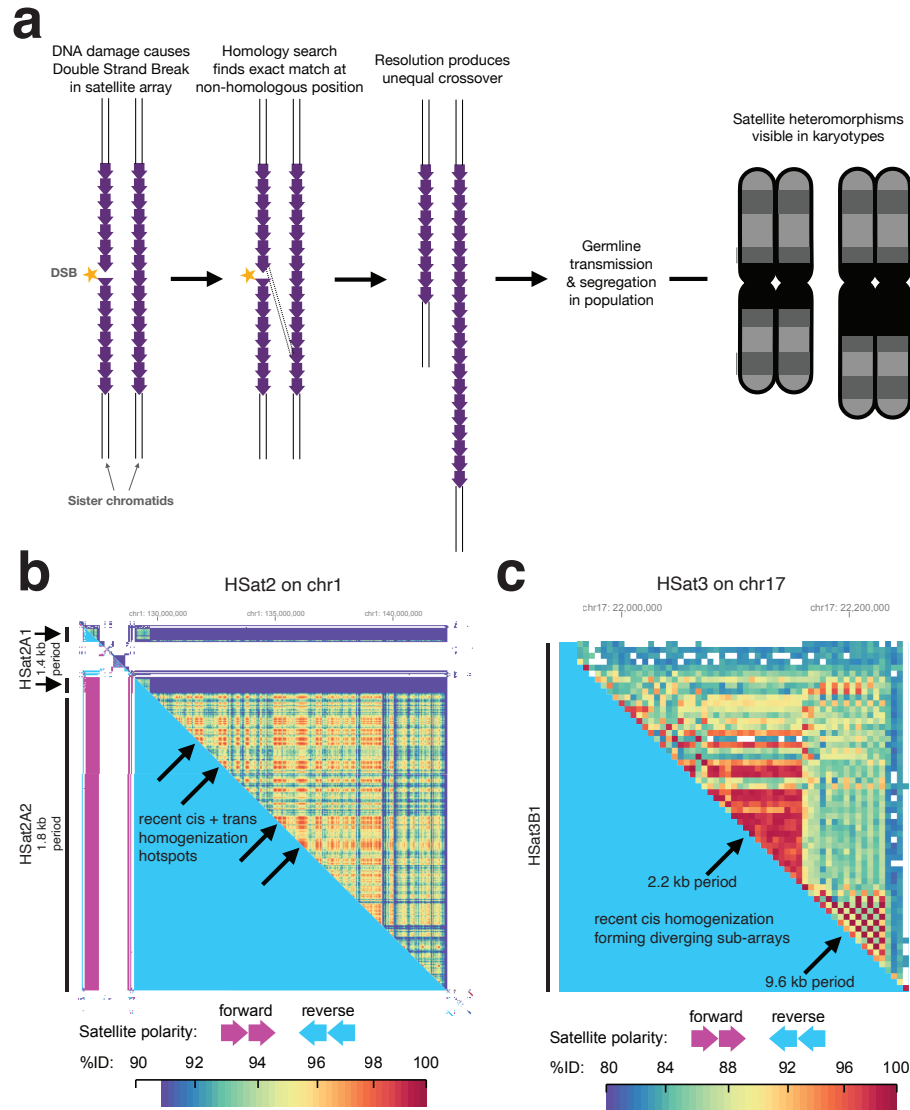 a
DNA damage causes
Double Strand Break
in satellite array
Homology search
finds exact match at
non-homologous position
Resolution produces
unequal crossover
Satellite heteromorphisms
visible in karyotypes
DSB
Germline
transmission
& segregation
in population
Sister chromatids
b
HSat2 on chr1
chr1: 130,000,000
chr1: 135,000,000
chr1: 140,000,000
HSat2A1
1.4 kb
period
HSat2A2
1.8 kb
period
recent cis + trans
homogenization
hotspots
forward
reverse
Satellite polarity:
%ID:
90
92
94
96
98
100
c
HSat3 on chr17
chr17: 22,000,000
chr17: 22,200,000
HSat3B1
2.2 kb period
recent cis homogenization
forming diverging sub-arrays
9.6 kb period
forward
reverse
Satellite polarity:
%ID:
80
84
88
92
96
100